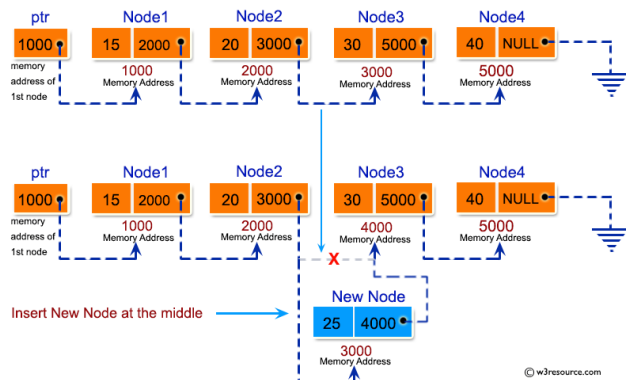 ptr Node1 Node2 Node3 Node4
1000 15 2000 20 3000 30 5000 40 NULL
memory
address of
1st node
1000 2000 3000 5000
Memory Address Memory Address Memory Address Memory Address
ptr Node1 Node2 Node3 Node4
1000 15 2000 20 3000 30 5000 40 NULL
memory
address of
1st node
1000 2000 4000 5000
Memory Address Memory Address Memory Address Memory Address
X
New Node
Insert New Node at the middle
25 4000
3000
Memory Address
© w3resource.com